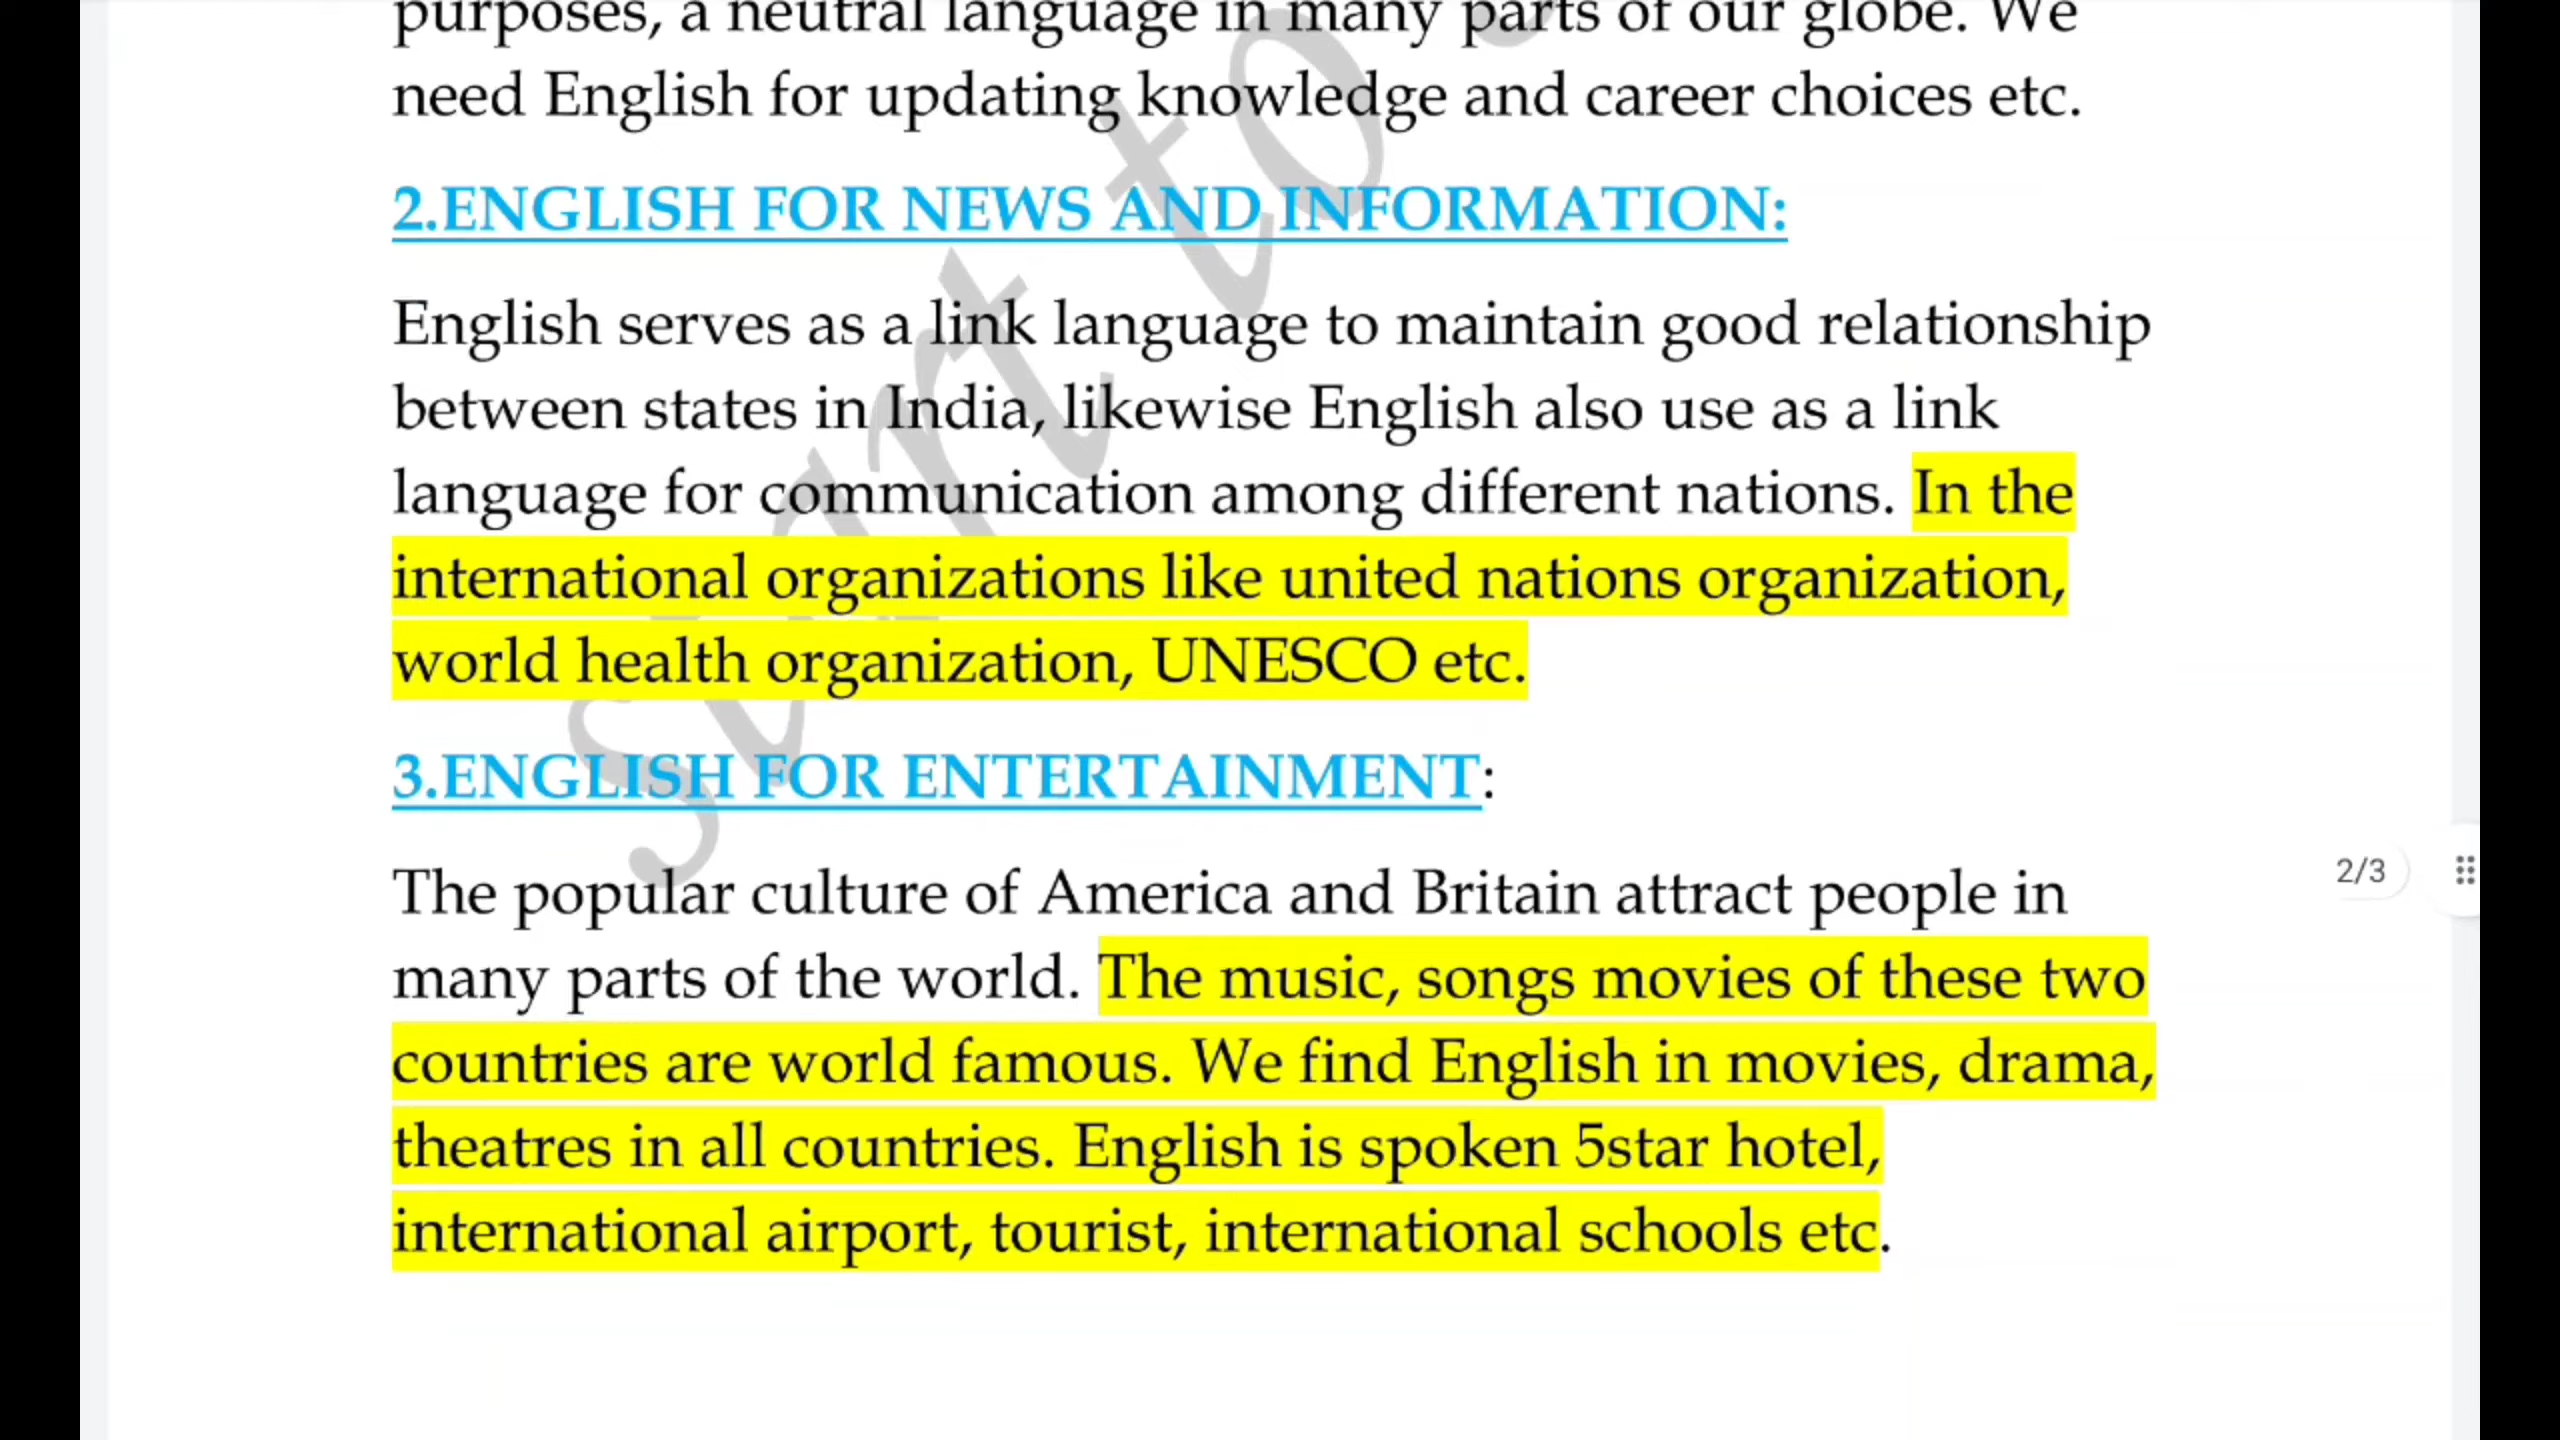 purposes, a neutral language in many parts of our globe. We
need English for updating knowledge and career choices etc.
2.ENGLISH FOR NEWS AND INFORMATION:
English serves as a link language to maintain good relationship
between states in India, likewise English also use as a link
language for communication among different nations. In the
international organizations like united nations organization,
world health organization, UNESCO etc.
3.ENGLISH FOR ENTERTAINMENT:
The popular culture of America and Britain attract people in
many parts of the world. The music, songs movies of these two
countries are world famous. We find English in movies, drama,
theatres in all countries. English is spoken 5star hotel,
international airport, tourist, international schools etc.
2/3
start to